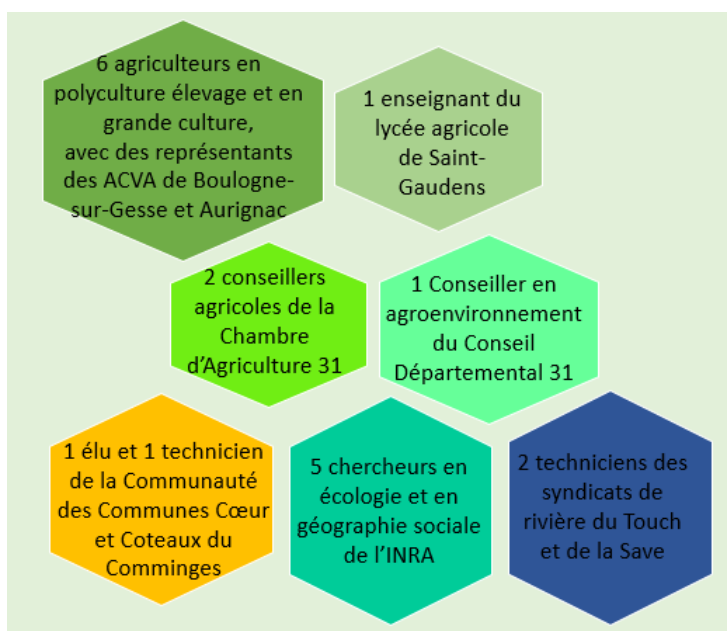 6 agriculteurs en
polyculture élevage et en
grande culture,
avec des représentants
des ACVA de Boulogne-
sur-Gesse et Aurignac
1 enseignant du
lycée agricole
de Saint-
Gaudens
2 conseillers
agricoles de la
Chambre
d’Agriculture 31
1 Conseiller en
agroenvironnement
du Conseil
Départemental 31
1 élu et 1 technicien
de la Communauté
des Communes Cœur
et Coteaux du
Comminges
5 chercheurs en
écologie et en
géographie sociale
de l’INRA
2 techniciens des
syndicats de
rivière du Touch
et de la Save